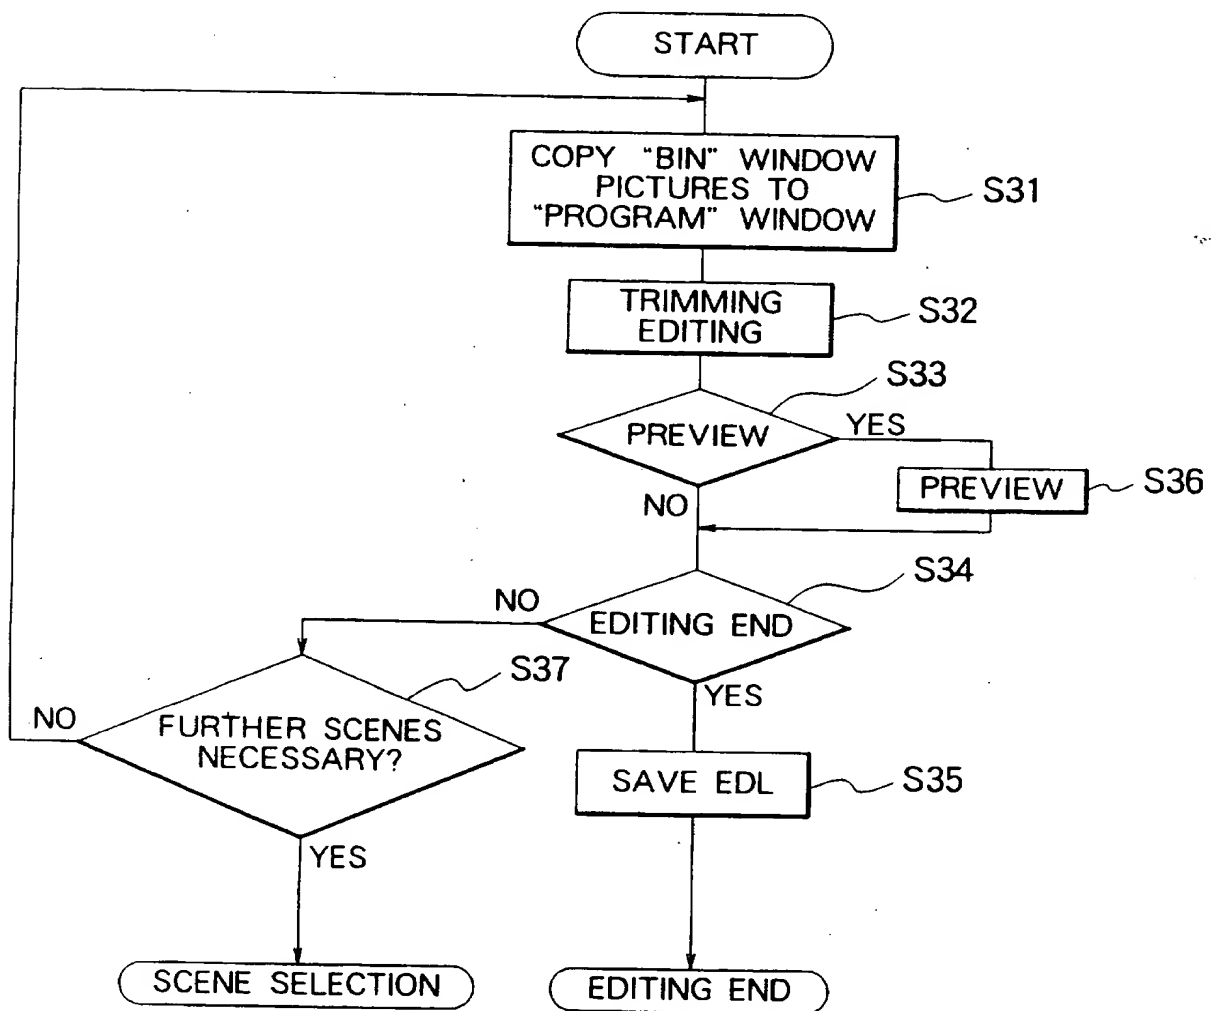 START
COPY "BIN" WINDOW
PICTURES TO
"PROGRAM" WINDOW
S31
TRIMMING
EDITING
S32
S33
PREVIEW
YES
PREVIEW
S36
NO
S34
NO
EDITING END
S37
YES
NO
FURTHER SCENES
NECESSARY?
SAVE EDL
S35
YES
SCENE SELECTION
EDITING END